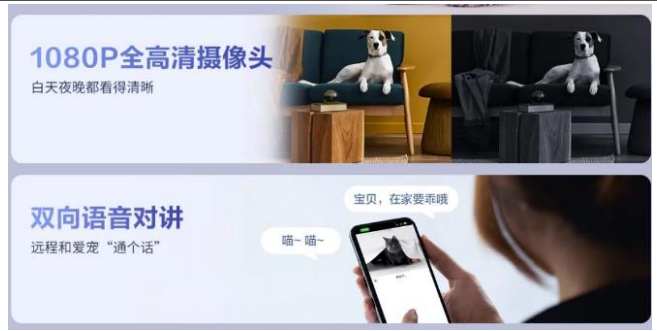 1080P全高清摄像头
白天夜晚都看得清晰
宝贝，在家要乖哦
双向语音对讲
喵~ 喵~
远程和爱宠“通个话”